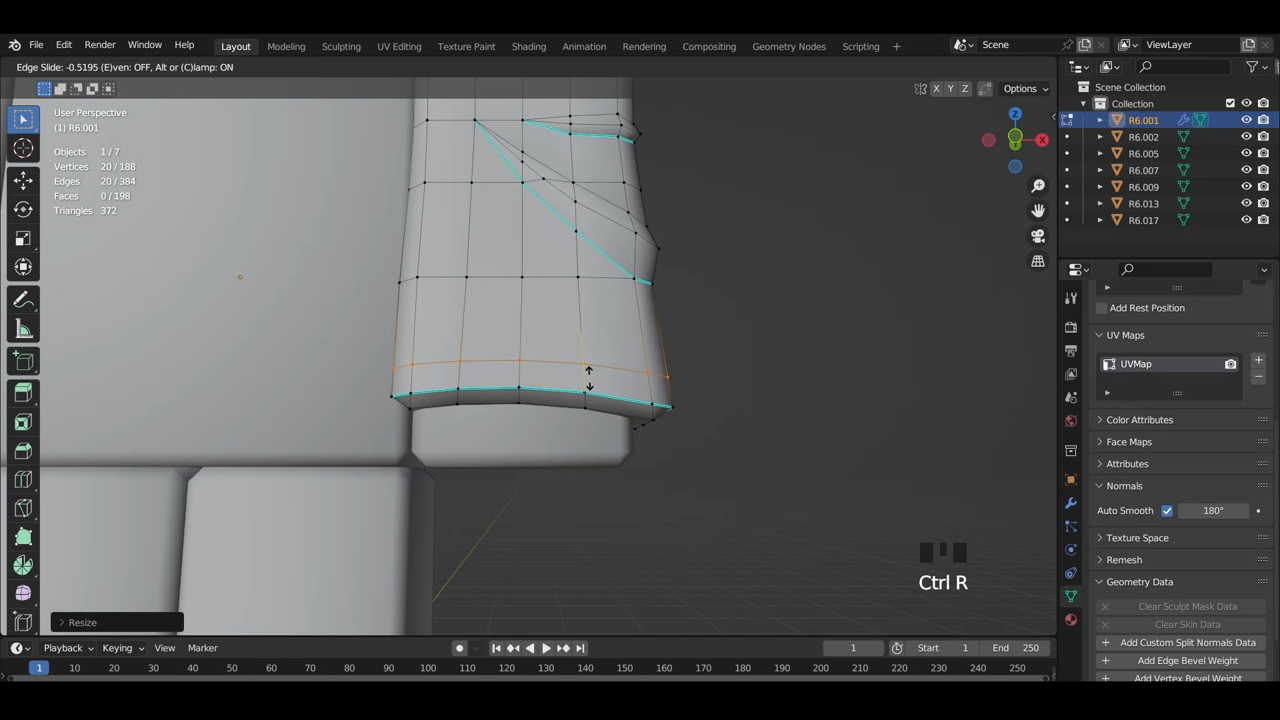 File Edit Render Window Help Layout Modeling Sculpting UV Editing Texture Paint Shading Animation Rendering Compositing Geometry Nodes Scripting + Scene ViewLayer
Edge Slide: -0.5195 (E)ven: OFF, Alt or (C)lamp: ON
X Y Z Options
User Perspective
(1) R6.001
Objects 1/7
Vertices 20 / 188
Edges 20 / 384
Faces 0 / 198
Triangles 372
Z
X
Y
Scene Collection
Collection
R6.001
R6.002
R6.005
R6.007
R6.009
R6.013
R6.017
Add Rest Position
UV Maps
UVMap
Color Attributes
Face Maps
Attributes
Normals
Auto Smooth 180°
Texture Space
Remesh
Geometry Data
Clear Sculpt Mask Data
Clear Skin Data
Add Custom Split Normals Data
Add Edge Bevel Weight
Add Vertex Bevel Weight
Ctrl R
Resize
Playback Keying View Marker 1 Start 1 End 250
1 10 20 30 40 50 60 70 80 90 100 110 120 130 140 150 160 170 180 190 200 210 220 230 240 250